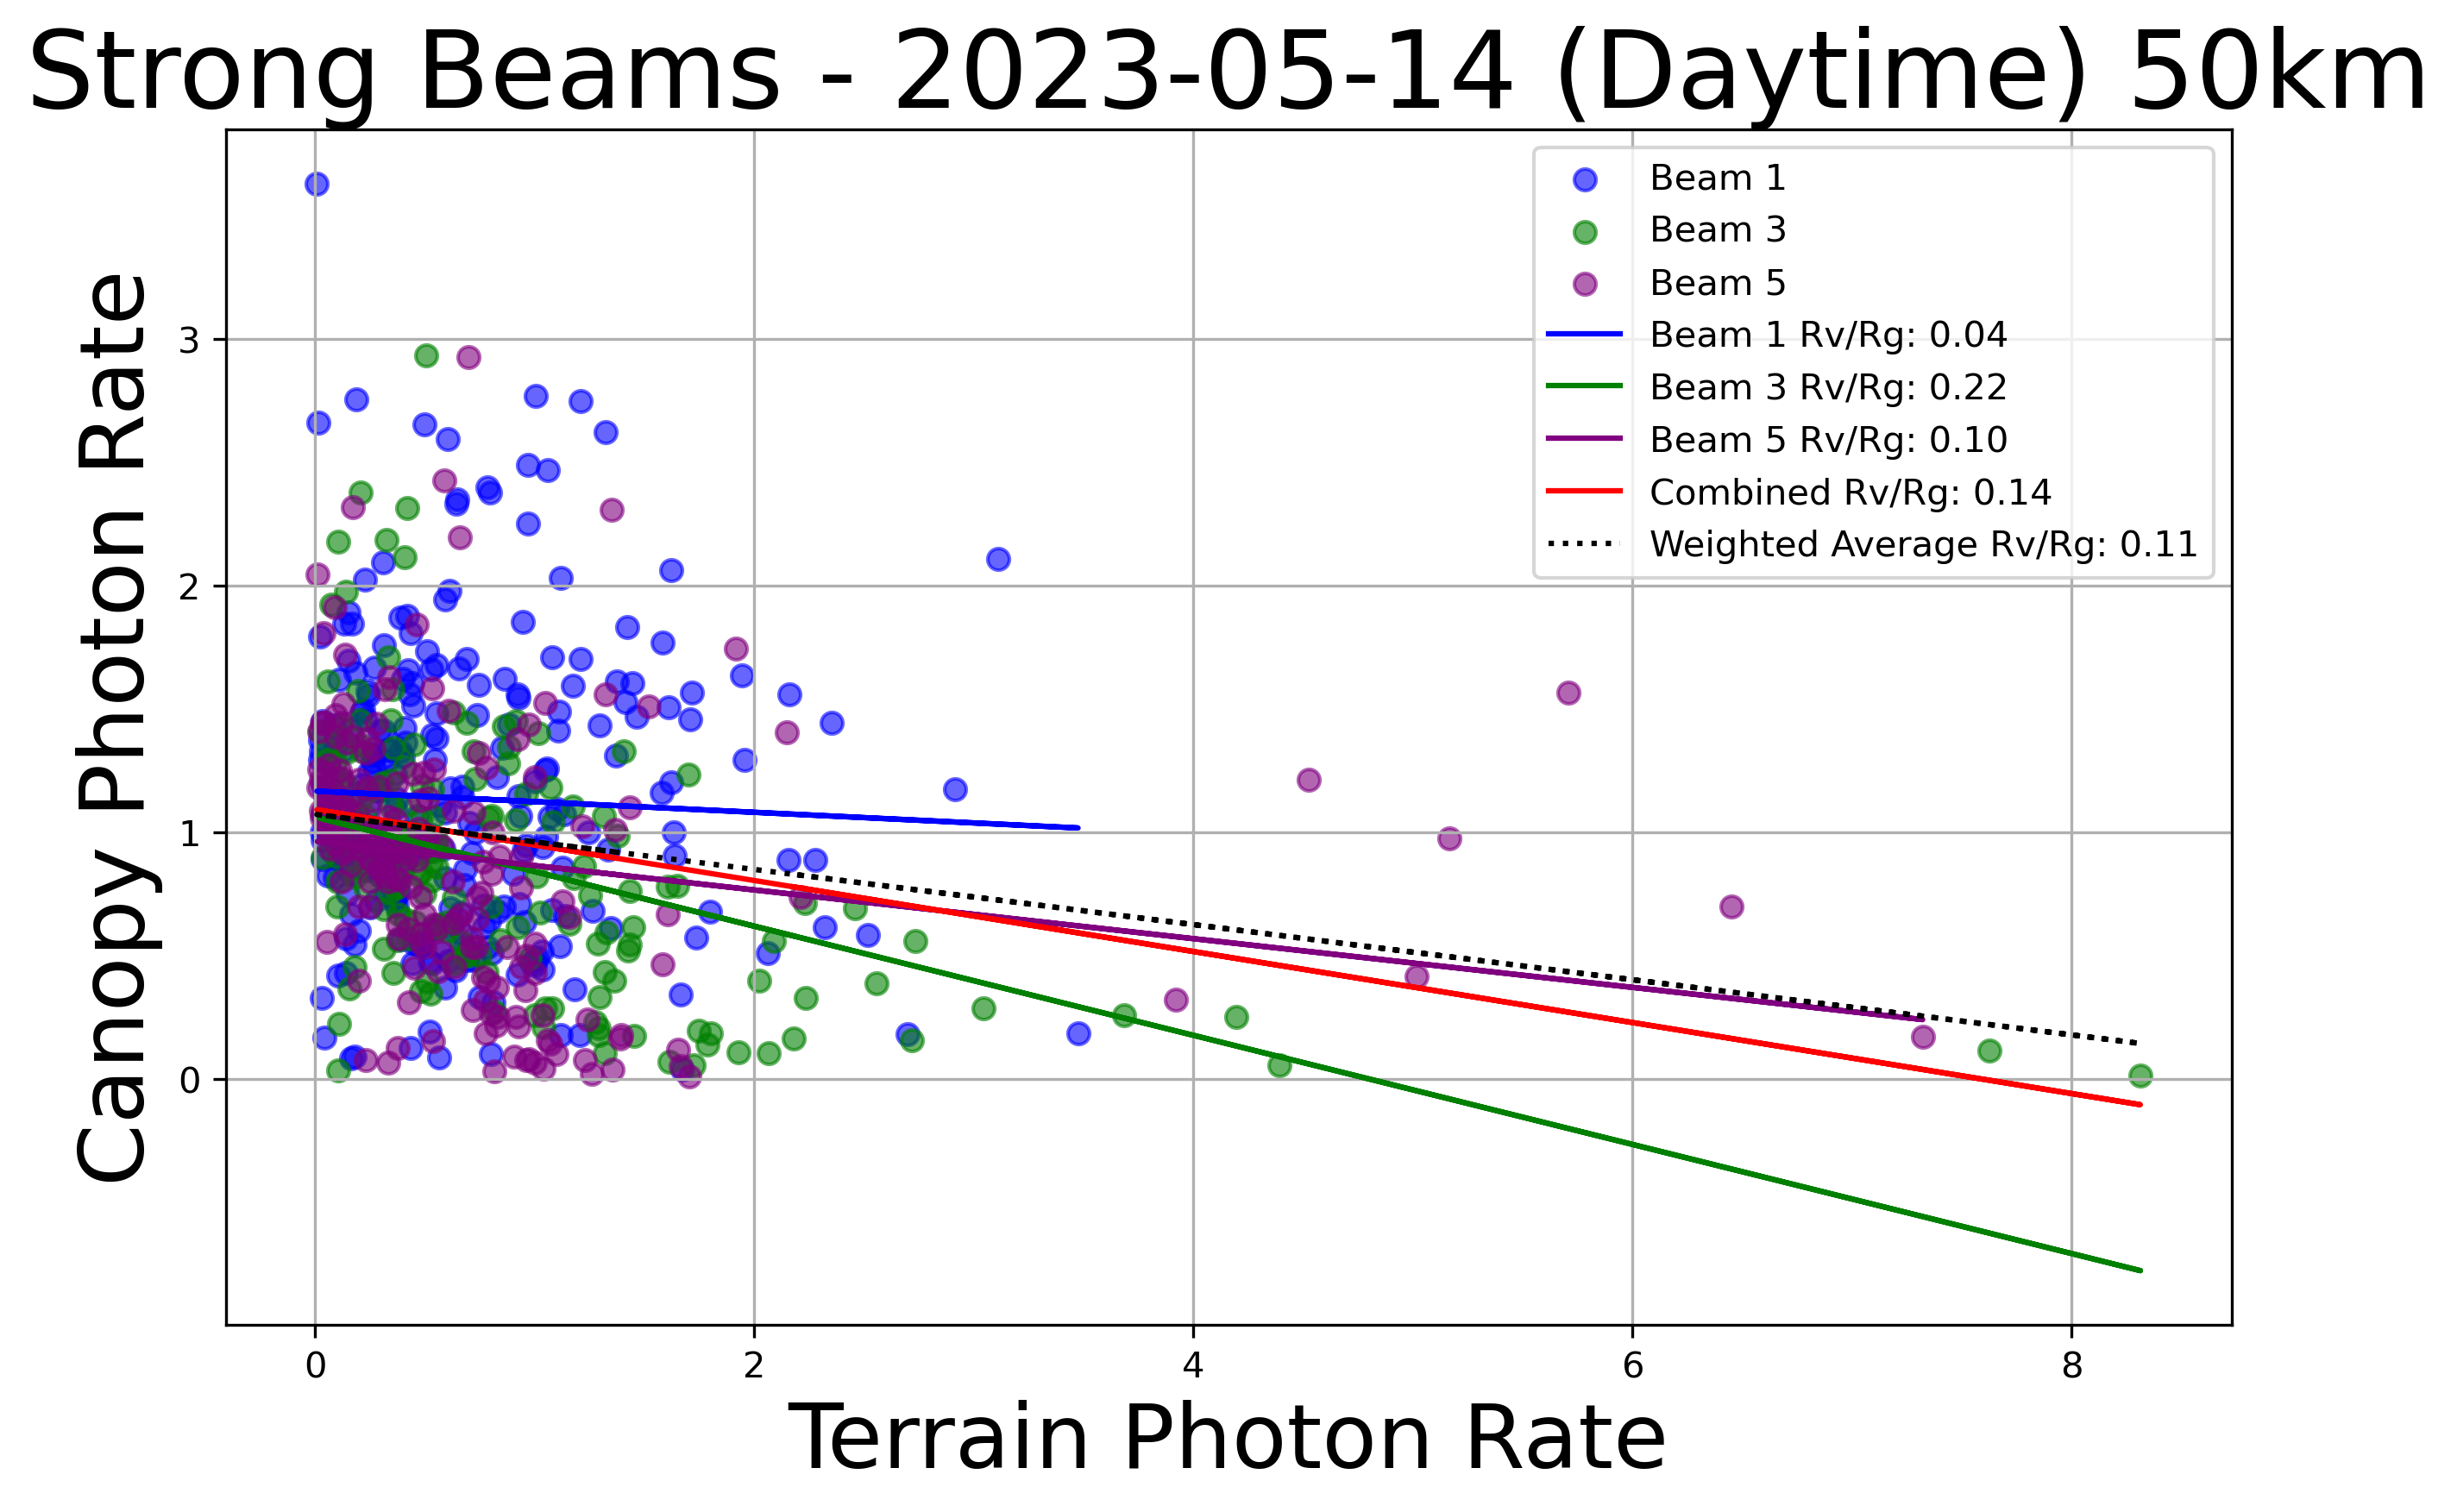 Strong Beams - 2023-05-14 (Daytime) 50km
Beam 1
Beam 3
Beam 5
Beam 1 Rv/Rg: 0.04
Beam 3 Rv/Rg: 0.22
Beam 5 Rv/Rg: 0.10
Combined Rv/Rg: 0.14
Weighted Average Rv/Rg: 0.11
Canopy Photon Rate
3
2
1
0
0 2 4 6 8
Terrain Photon Rate